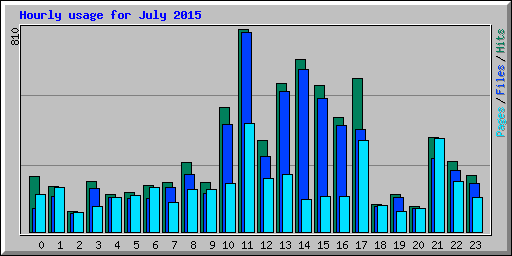 Hourly usage for July 2015
810
Pages / Files / Hits
0 1 2 3 4 5 6 7 8 9 10 11 12 13 14 15 16 17 18 19 20 21 22 23